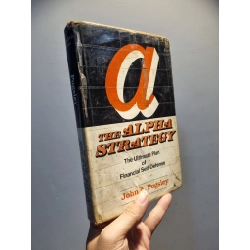 α
THE ALPHA
STRATEGY
The Ultimate Plan
of
Financial Self-Defense
John A. Pugsley